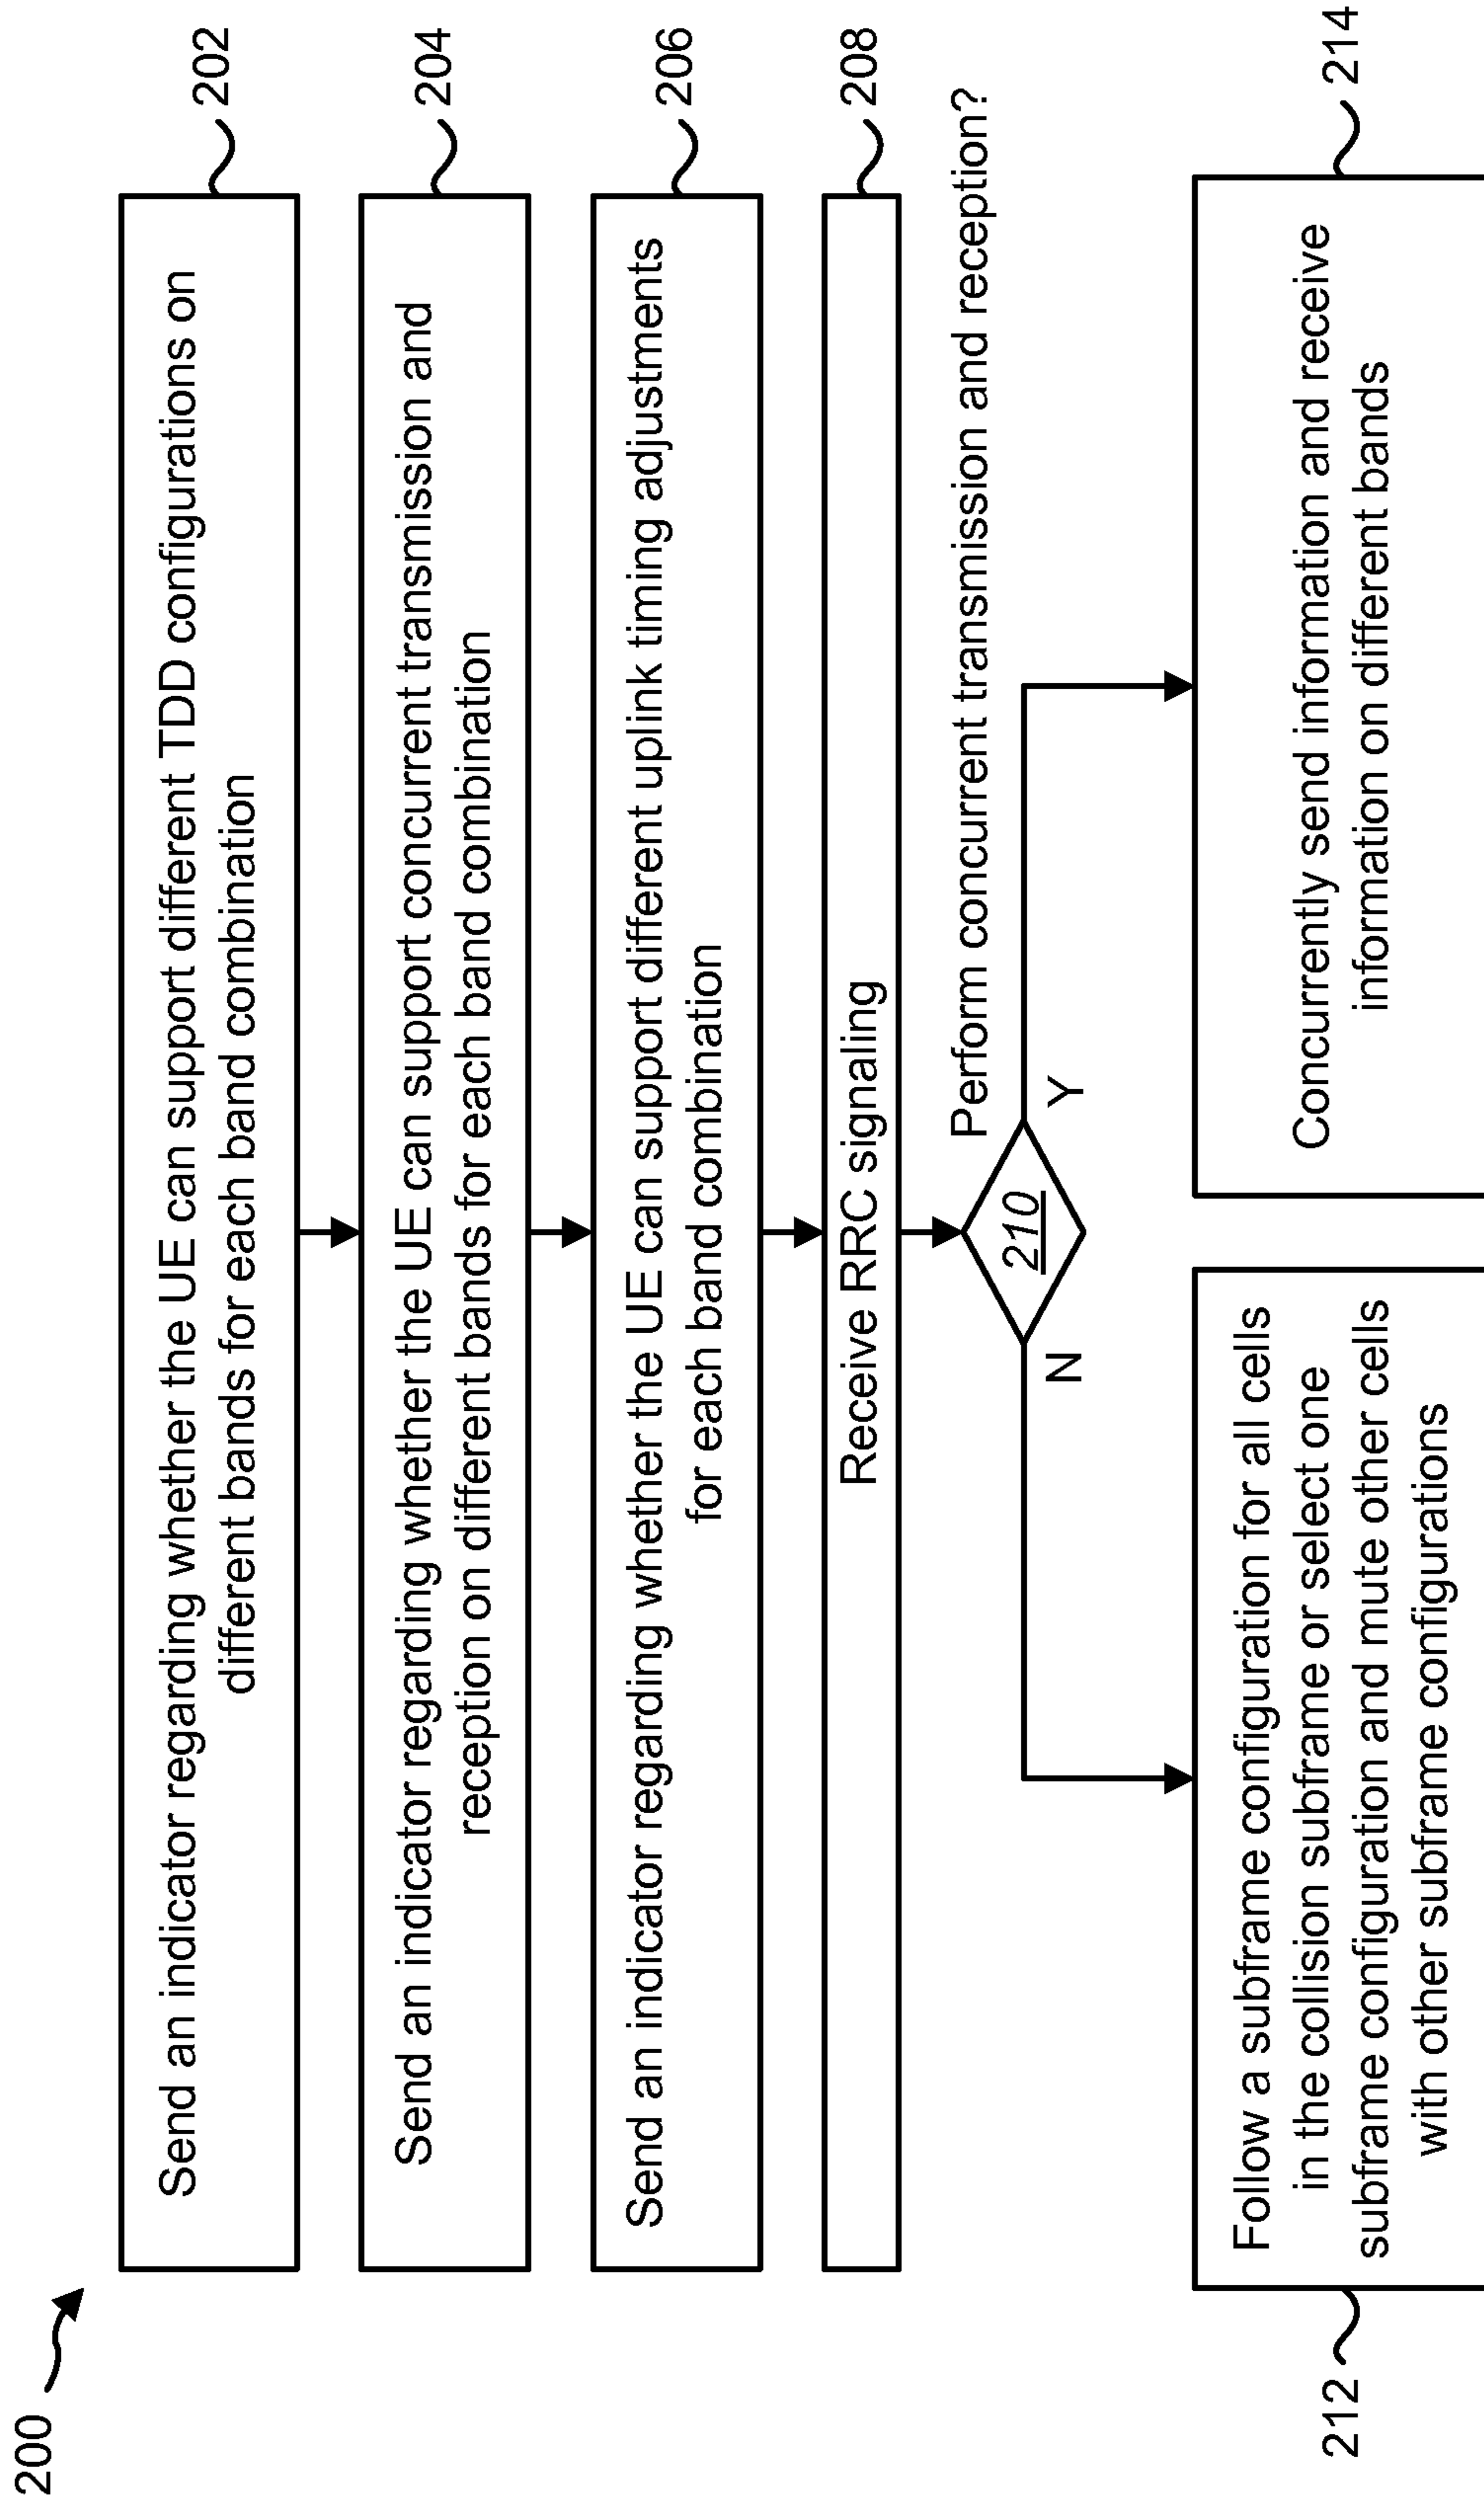 200
Send an indicator regarding whether the UE can support different TDD configurations on
different bands for each band combination
202
Send an indicator regarding whether the UE can support concurrent transmission and
reception on different bands for each band combination
204
Send an indicator regarding whether the UE can support different uplink timing adjustments
for each band combination
206
Receive RRC signaling
208
Perform concurrent transmission and reception?
210
N
Y
212
Follow a subframe configuration for all cells
in the collision subframe or select one
subframe configuration and mute other cells
with other subframe configurations
Concurrently send information and receive
information on different bands
214